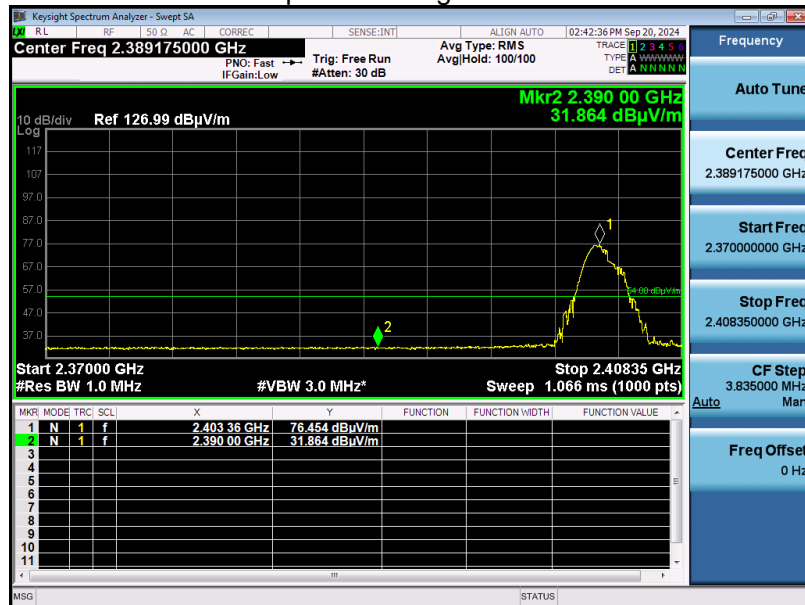 Keysight Spectrum Analyzer - Swept SA
LXI RL RF 50 Ω AC CORREC SENSE:INT ALIGN AUTO 02:42:36 PM Sep 20, 2024
Center Freq 2.389175000 GHz
PNO: Fast
IFGain:Low
Trig: Free Run
#Atten: 30 dB
Avg Type: RMS
Avg|Hold: 100/100
TRACE 1 2 3 4 5 6
TYPE A WWWWW
DET A N N N N N
Mkr2 2.390 00 GHz
31.864 dBµV/m
10 dB/div Ref 126.99 dBµV/m
Log
117
107
97.0
87.0
77.0
67.0
57.0
47.0
37.0
1
54.00 dBµV/m
2
Start 2.37000 GHz Stop 2.40835 GHz
#Res BW 1.0 MHz #VBW 3.0 MHz* Sweep 1.066 ms (1000 pts)
MKR MODE TRC SCL X Y FUNCTION FUNCTION WIDTH FUNCTION VALUE
1 N 1 f 2.403 36 GHz 76.454 dBµV/m
2 N 1 f 2.390 00 GHz 31.864 dBµV/m
3
4
5
6
7
8
9
10
11
MSG STATUS
Frequency
Auto Tune
Center Freq
2.389175000 GHz
Start Freq
2.370000000 GHz
Stop Freq
2.408350000 GHz
CF Step
3.835000 MHz
Auto Man
Freq Offset
0 Hz